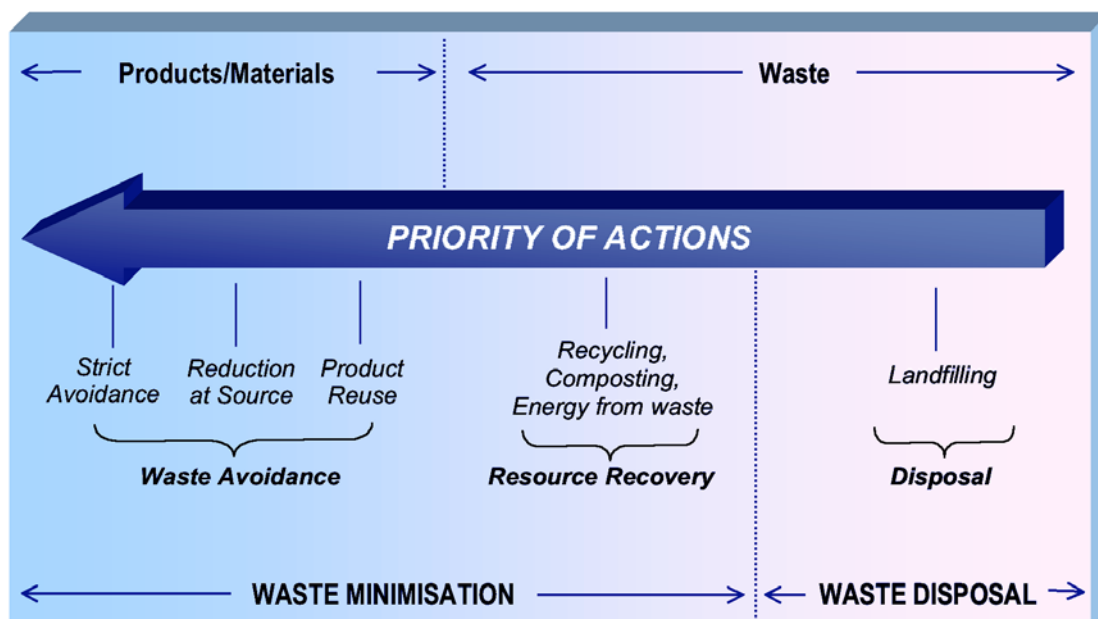 Products/Materials
Waste
PRIORITY OF ACTIONS
Strict
Avoidance
Reduction
at Source
Product
Reuse
Recycling,
Composting,
Energy from waste
Landfilling
Waste Avoidance
Resource Recovery
Disposal
WASTE MINIMISATION
WASTE DISPOSAL